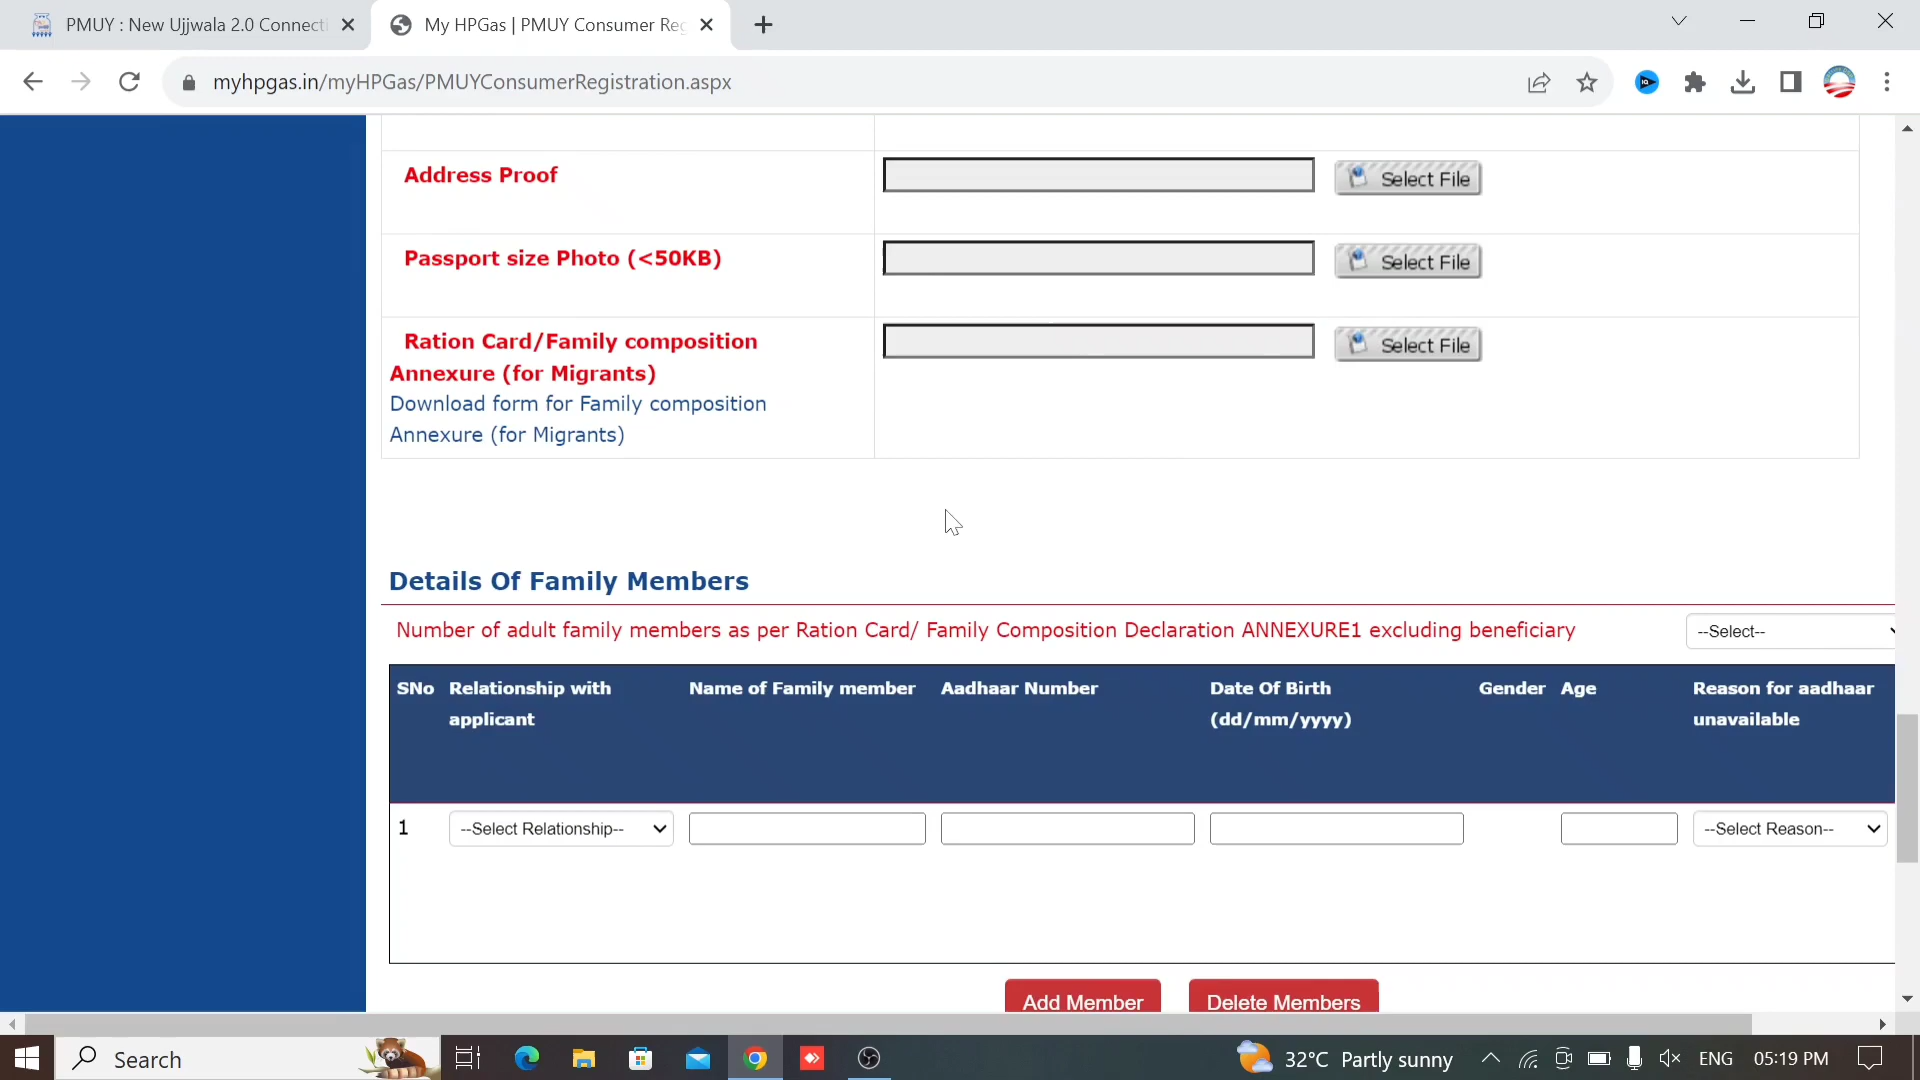 PMUY : New Ujjwala 2.0 Connecti
My HPGas | PMUY Consumer Reg
myhpgas.in/myHPGas/PMUYConsumerRegistration.aspx
Address Proof
Select File
Passport size Photo (<50KB)
Select File
Ration Card/Family composition
Annexure (for Migrants)
Select File
Download form for Family composition
Annexure (for Migrants)
Details Of Family Members
Number of adult family members as per Ration Card/ Family Composition Declaration ANNEXURE1 excluding beneficiary
--Select--
SNo Relationship with applicant Name of Family member Aadhaar Number Date Of Birth (dd/mm/yyyy) Gender Age Reason for aadhaar unavailable
1 --Select Relationship-- --Select Reason--
Add Member Delete Members
Search
32°C Partly sunny
ENG
05:19 PM